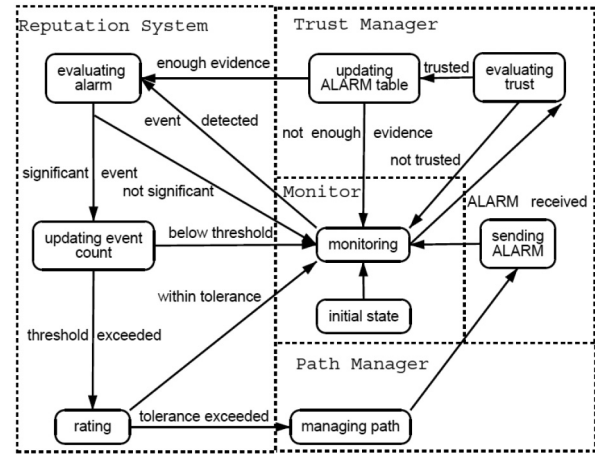 Reputation System
Trust Manager
evaluating
alarm
enough evidence
updating
ALARM table
trusted
evaluating
trust
event detected
not enough evidence
not trusted
significant event
not significant
Monitor
ALARM received
updating event
count
below threshold
monitoring
sending
ALARM
within tolerance
initial state
threshold exceeded
Path Manager
rating
tolerance exceeded
managing path